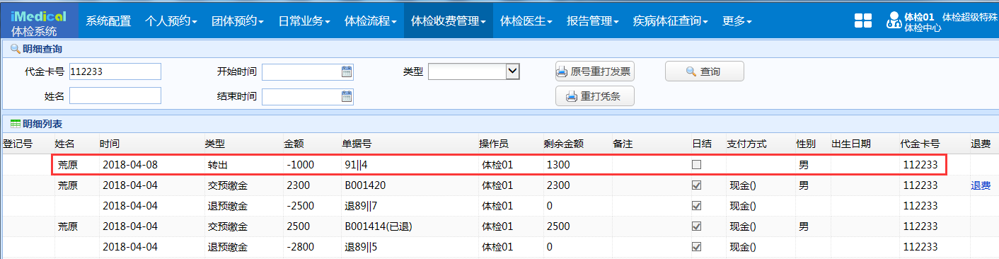 iMedical
体检系统
系统配置 个人预约 团体预约 日常业务 体检流程 体检收费管理 体检医生 报告管理 疾病体征查询 更多
体检01 体检超级特殊
体检中心
明细查询
代金卡号 112233 开始时间 类型 原号重打发票 查询
姓名 结束时间 重打凭条
明细列表
登记号 姓名 时间 类型 金额 单据号 操作员 剩余金额 备注 日结 支付方式 性别 出生日期 代金卡号 退费
荒原 2018-04-08 转出 -1000 91||4 体检01 1300 男 112233
荒原 2018-04-04 交预缴金 2300 B001420 体检01 2300 现金() 男 112233 退费
2018-04-04 退预缴金 -2500 退89||7 体检01 0 现金() 112233
荒原 2018-04-04 交预缴金 2500 B001414(已退) 体检01 2500 现金() 男 112233
2018-04-04 退预缴金 -2800 退89||5 体检01 0 现金() 112233